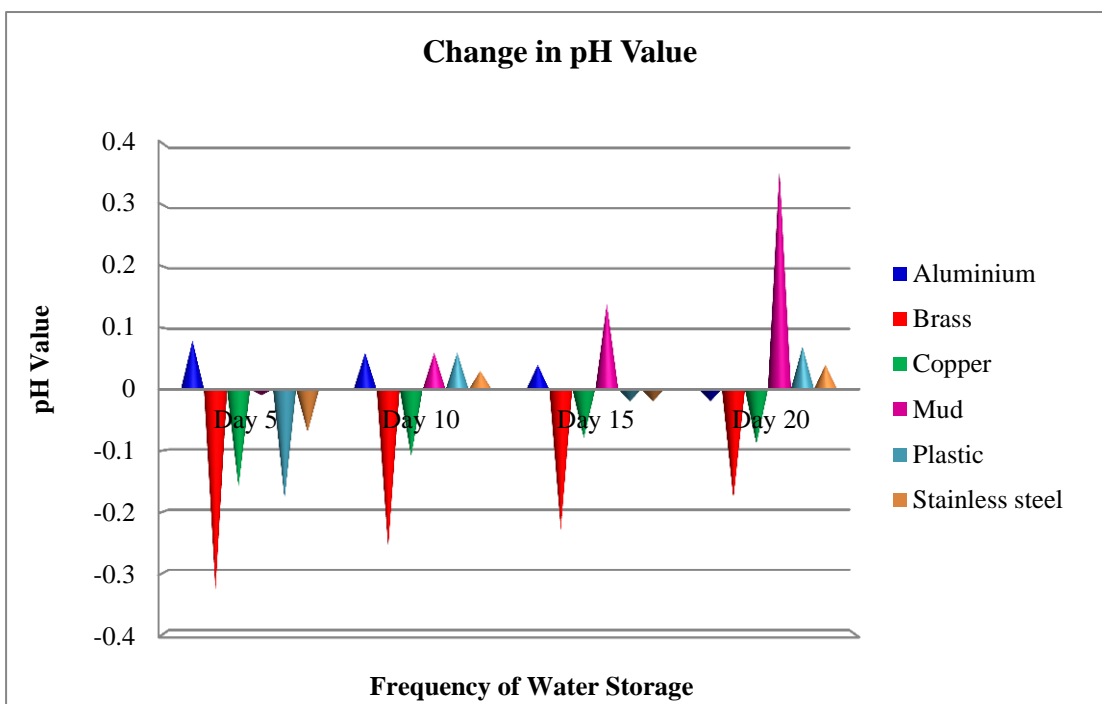 Change in pH Value
0.4
0.3
0.2
0.1
0
-0.1
-0.2
-0.3
-0.4
pH Value
Day 5
Day 10
Day 15
Day 20
Frequency of Water Storage
Aluminium
Brass
Copper
Mud
Plastic
Stainless steel